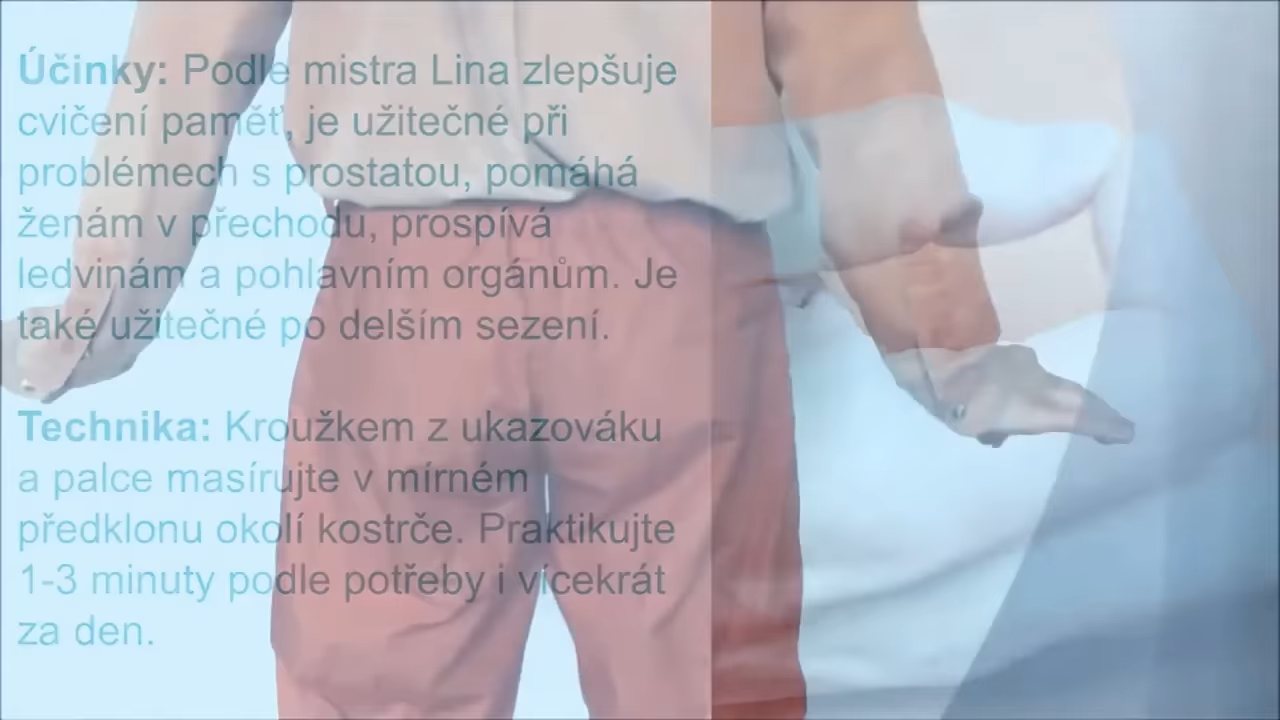 Účinky: Podle mistra Lina zlepšuje
cvičení paměť, je užitečné při
problémech s prostatou, pomáhá
ženám v přechodu, prospívá
ledvinám a pohlavním orgánům. Je
také užitečné po delším sezení.
Technika: Kroužkem z ukazováku
a palce masírujte v mírném
předklonu okolí kostrče. Praktikujte
1-3 minuty podle potřeby i vícekrát
za den.